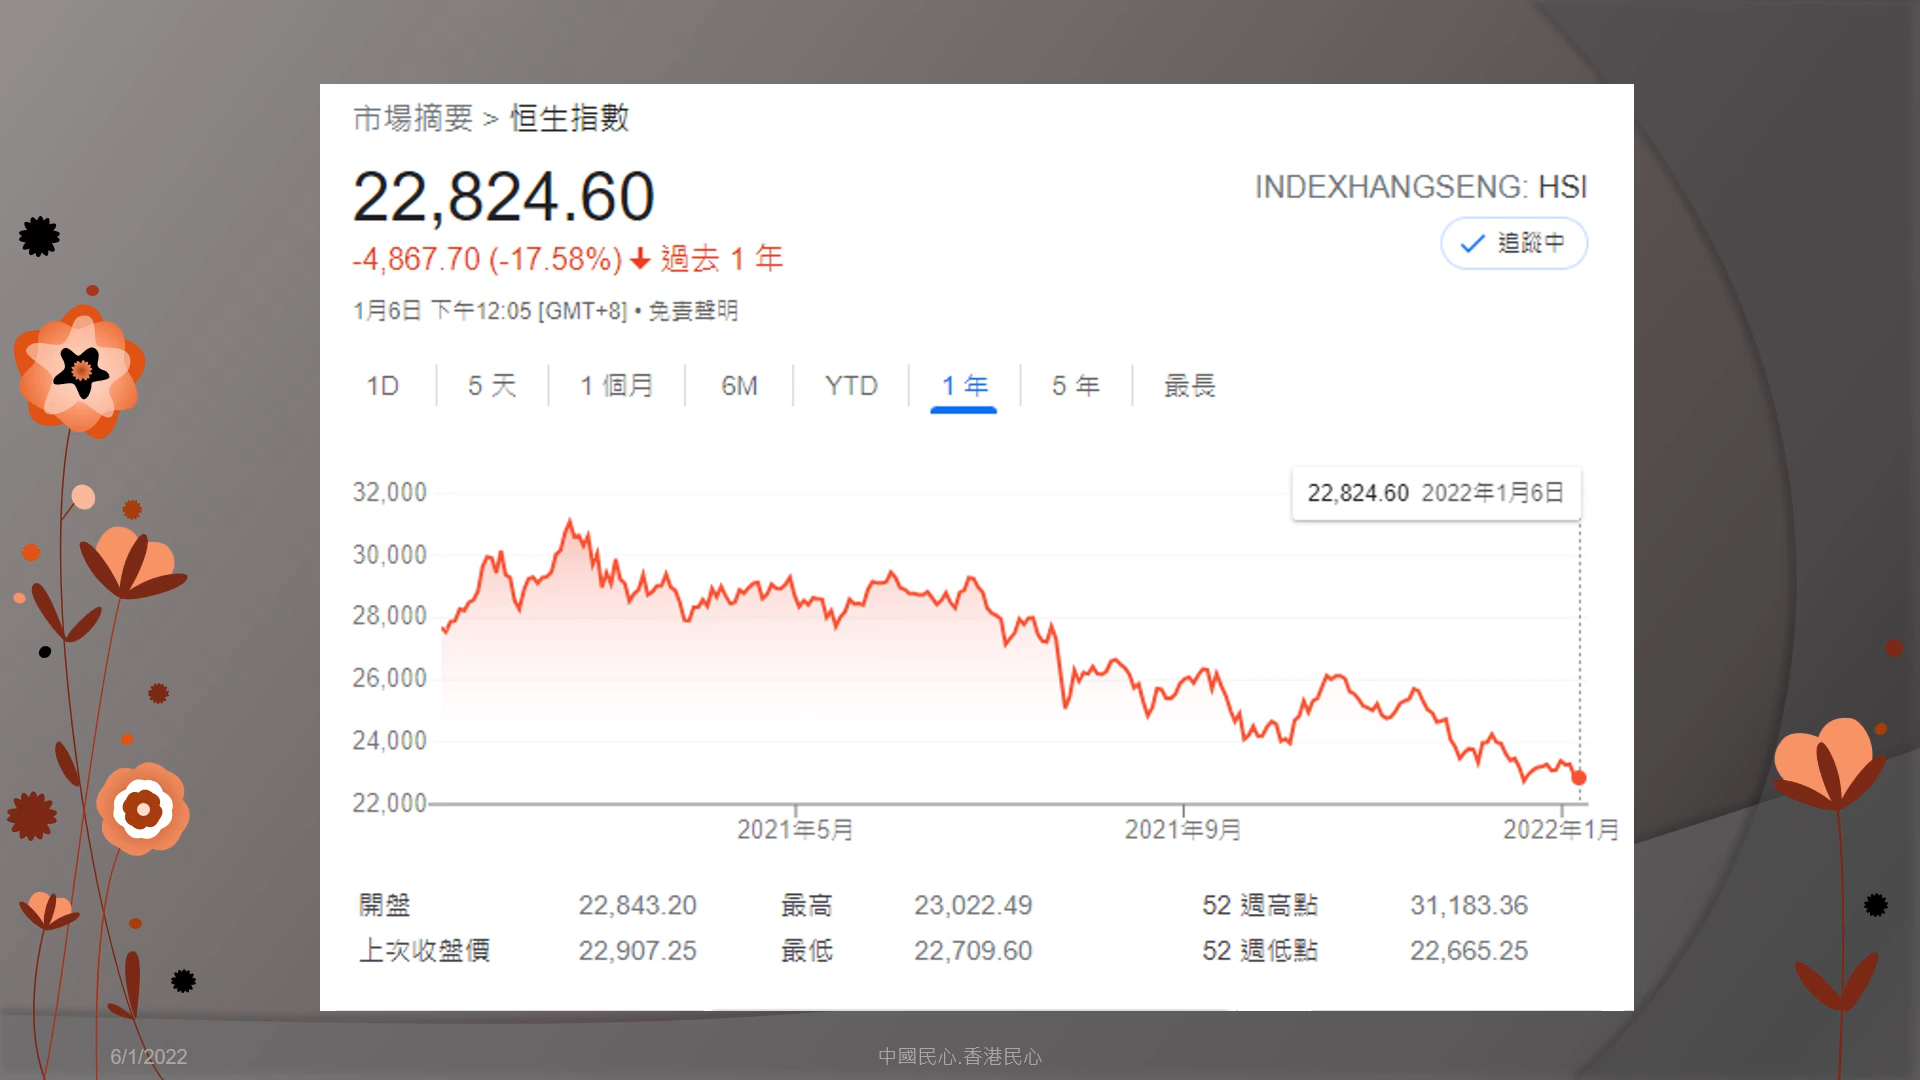 市場摘要 > 恒生指數
22,824.60
INDEXHANGSENG: HSI
追蹤中
-4,867.70 (-17.58%) ↓ 過去 1 年
1月6日 下午12:05 [GMT+8] • 免責聲明
1D 5 天 1 個月 6M YTD 1 年 5 年 最長
22,824.60 2022年1月6日
32,000
30,000
28,000
26,000
24,000
22,000
2021年5月 2021年9月 2022年1月
開盤 22,843.20 最高 23,022.49 52 週高點 31,183.36
上次收盤價 22,907.25 最低 22,709.60 52 週低點 22,665.25
6/1/2022 中國民心.香港民心